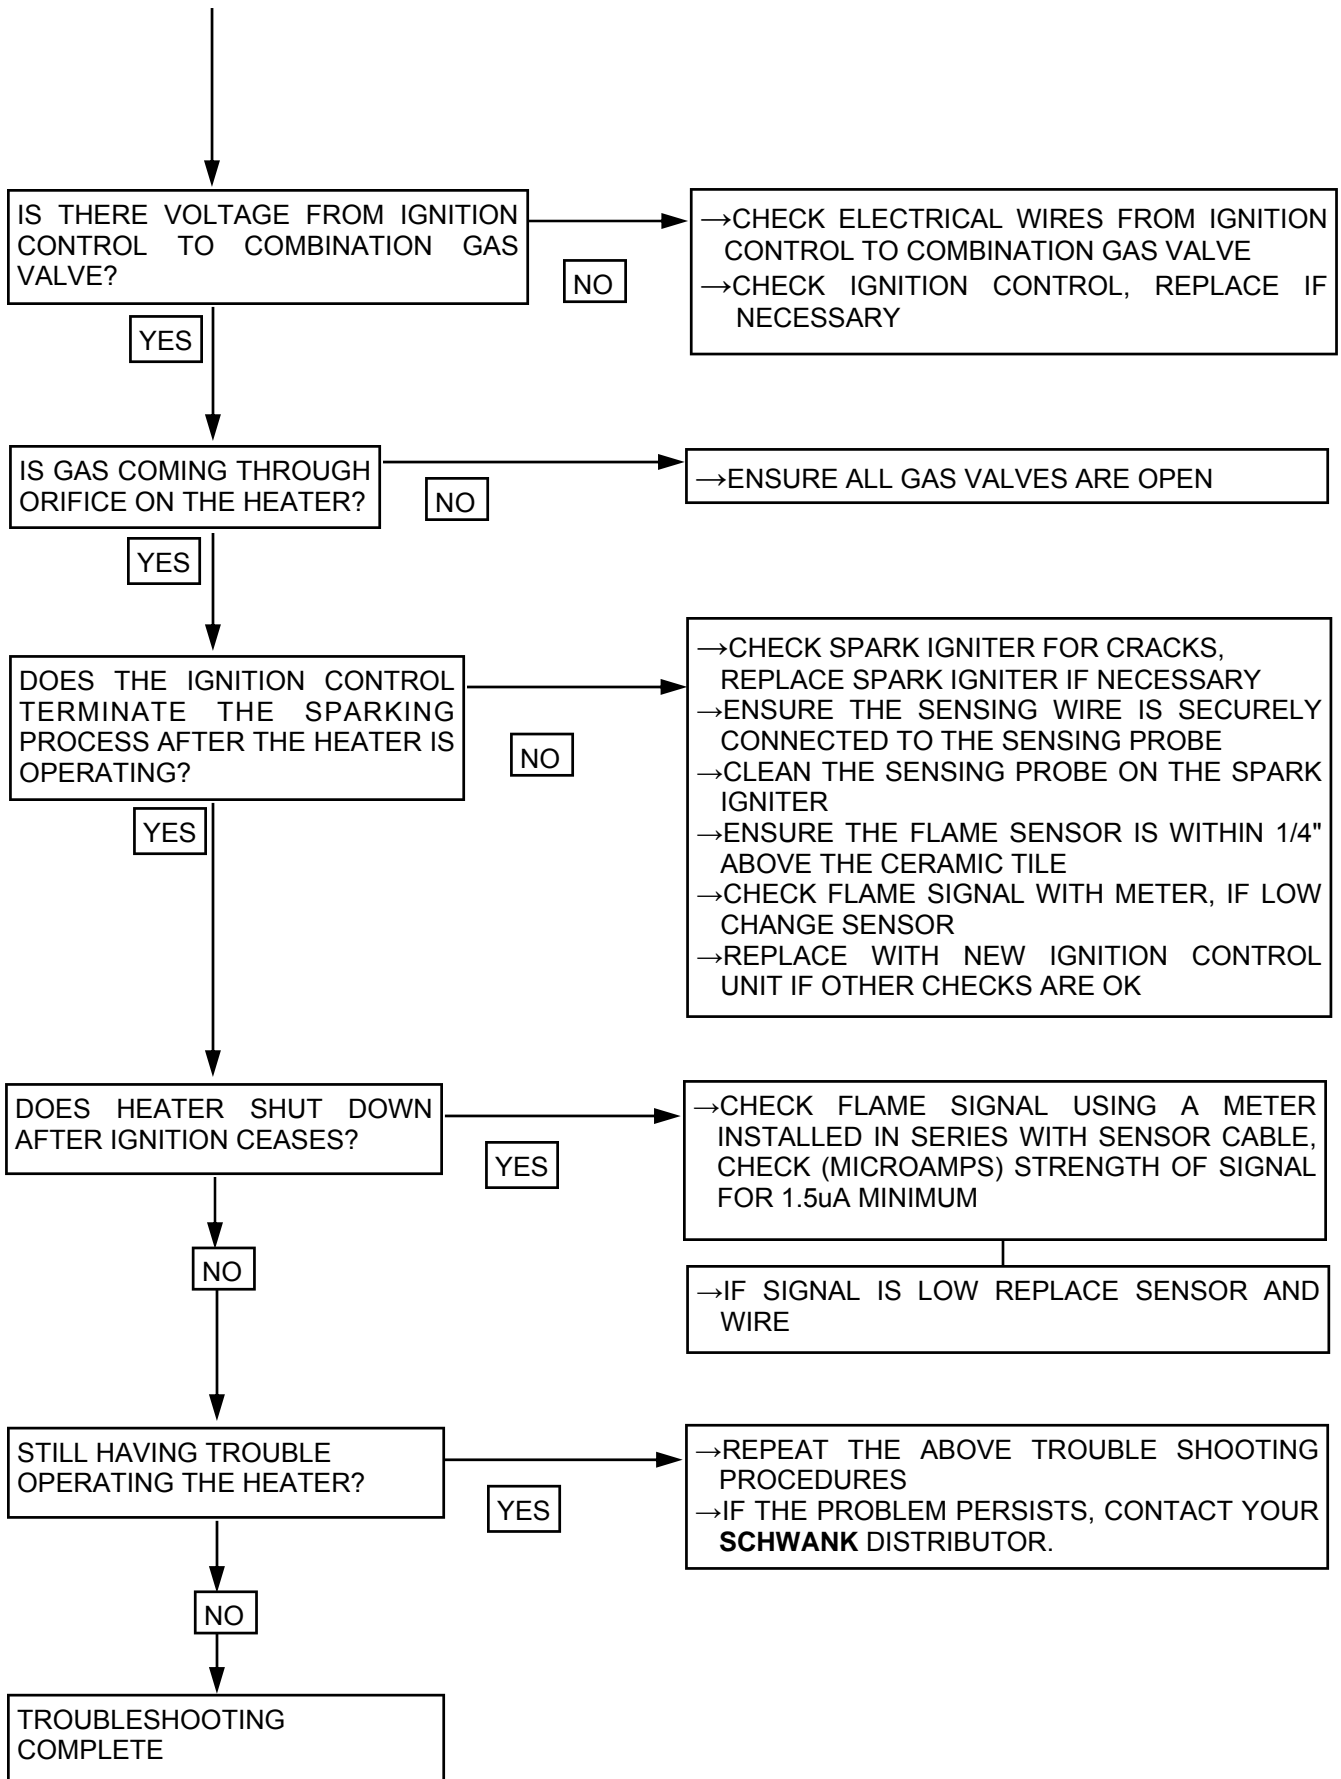 IS THERE VOLTAGE FROM IGNITION
CONTROL TO COMBINATION GAS
VALVE?
NO
→CHECK ELECTRICAL WIRES FROM IGNITION
CONTROL TO COMBINATION GAS VALVE
→CHECK IGNITION CONTROL, REPLACE IF
NECESSARY
YES
IS GAS COMING THROUGH
ORIFICE ON THE HEATER?
NO
→ENSURE ALL GAS VALVES ARE OPEN
YES
DOES THE IGNITION CONTROL
TERMINATE THE SPARKING
PROCESS AFTER THE HEATER IS
OPERATING?
NO
→CHECK SPARK IGNITER FOR CRACKS,
REPLACE SPARK IGNITER IF NECESSARY
→ENSURE THE SENSING WIRE IS SECURELY
CONNECTED TO THE SENSING PROBE
→CLEAN THE SENSING PROBE ON THE SPARK
IGNITER
→ENSURE THE FLAME SENSOR IS WITHIN 1/4"
ABOVE THE CERAMIC TILE
→CHECK FLAME SIGNAL WITH METER, IF LOW
CHANGE SENSOR
→REPLACE WITH NEW IGNITION CONTROL
UNIT IF OTHER CHECKS ARE OK
YES
DOES HEATER SHUT DOWN
AFTER IGNITION CEASES?
YES
→CHECK FLAME SIGNAL USING A METER
INSTALLED IN SERIES WITH SENSOR CABLE,
CHECK (MICROAMPS) STRENGTH OF SIGNAL
FOR 1.5uA MINIMUM
→IF SIGNAL IS LOW REPLACE SENSOR AND
WIRE
NO
STILL HAVING TROUBLE
OPERATING THE HEATER?
YES
→REPEAT THE ABOVE TROUBLE SHOOTING
PROCEDURES
→IF THE PROBLEM PERSISTS, CONTACT YOUR
SCHWANK DISTRIBUTOR.
NO
TROUBLESHOOTING
COMPLETE